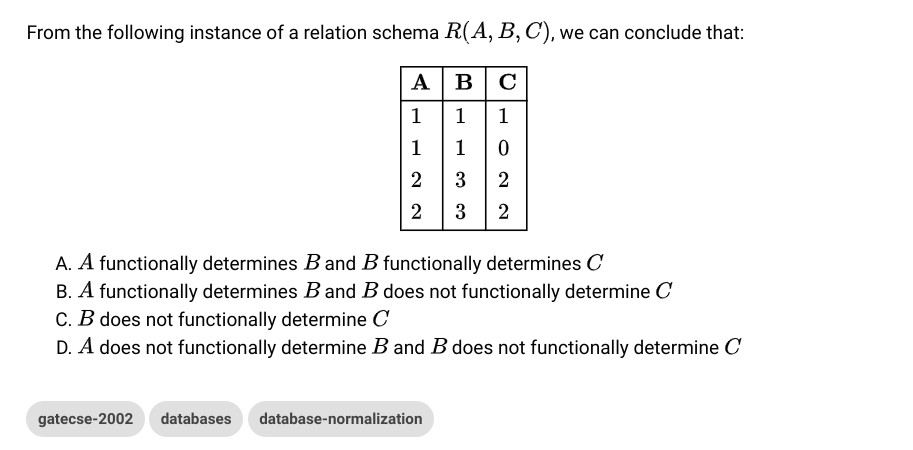 From the following instance of a relation schema R(A, B, C), we can conclude that:
A B C
1 1 1
1 1 0
2 3 2
2 3 2
A. A functionally determines B and B functionally determines C
B. A functionally determines B and B does not functionally determine C
C. B does not functionally determine C
D. A does not functionally determine B and B does not functionally determine C
gatecse-2002 databases database-normalization